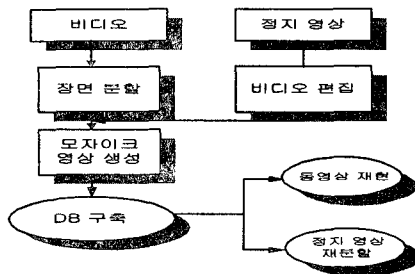 비디오
정지 영상
장면 분할
비디오 편집
모자이크
영상 생성
DB 구축
동영상 재현
정지 영상
재분할